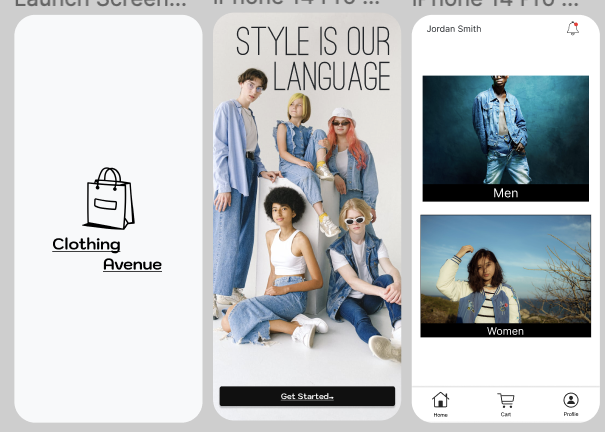 Launch Screen...
iPhone 14 Pro ...
iPhone 14 Pro ...
Clothing
Avenue
STYLE IS OUR
LANGUAGE
Get Started→
Jordan Smith
Men
Women
Home
Cart
Profile